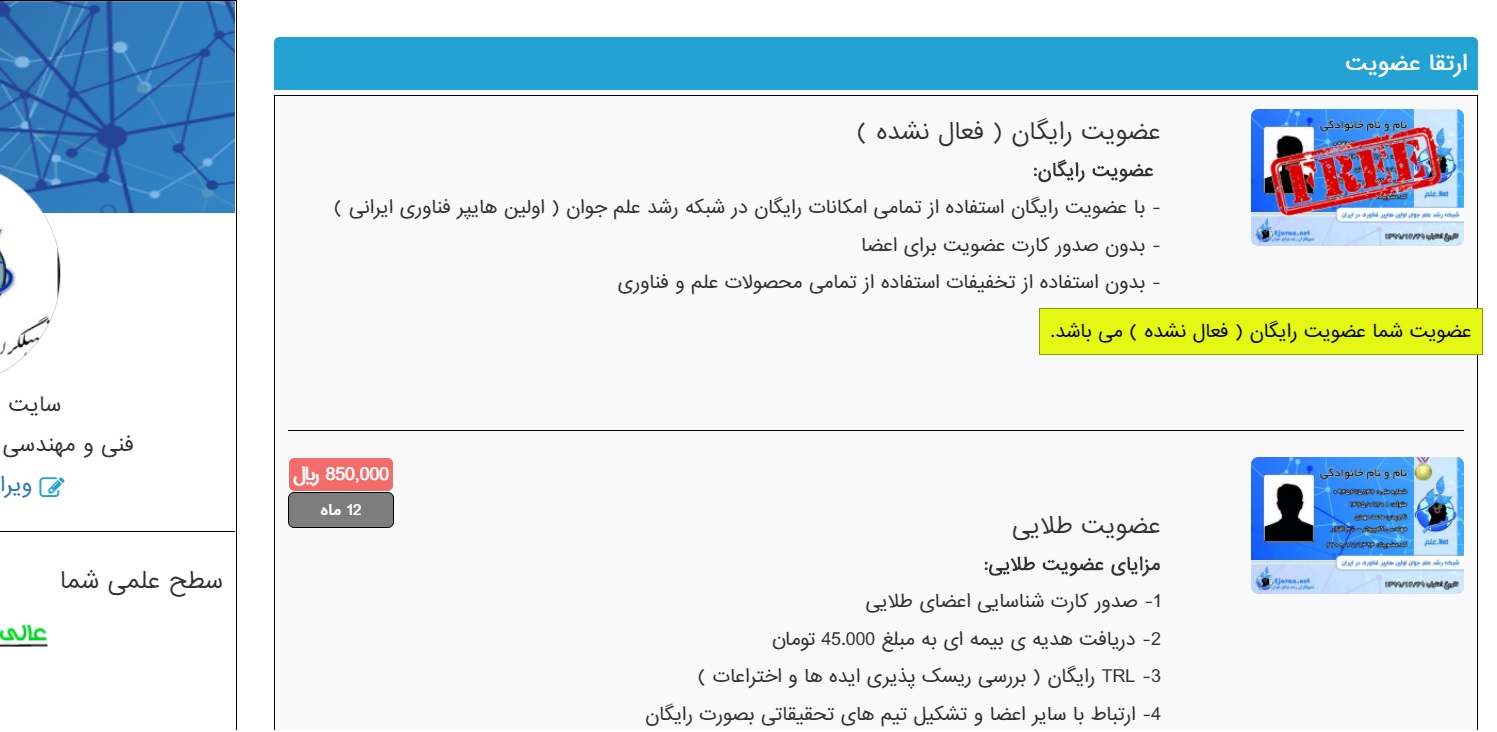 ارتقا عضویت
نام و نام خانوادگی
FREE
علم.Net
شبکه رشد علم جوان اولین هایپر فناوری در ایران
Ejavan.net
عضویت رایگان ( فعال نشده )
عضویت رایگان:
- با عضویت رایگان استفاده از تمامی امکانات رایگان در شبکه رشد علم جوان ( اولین هایپر فناوری ایرانی )
- بدون صدور کارت عضویت برای اعضا
- بدون استفاده از تخفیفات استفاده از تمامی محصولات علم و فناوری
عضویت شما عضویت رایگان ( فعال نشده ) می باشد.
نام و نام خانوادگی
علم.Net
شبکه رشد علم جوان اولین هایپر فناوری در ایران
Ejavan.net
850,000 ریال
12 ماه
عضویت طلایی
مزایای عضویت طلایی:
1- صدور کارت شناسایی اعضای طلایی
2- دریافت هدیه ی بیمه ای به مبلغ 45.000 تومان
3- TRL رایگان ( بررسی ریسک پذیری ایده ها و اختراعات )
4- ارتباط با سایر اعضا و تشکیل تیم های تحقیقاتی بصورت رایگان
سایت
فنی و مهندسی
ویرا
سطح علمی شما
عالی